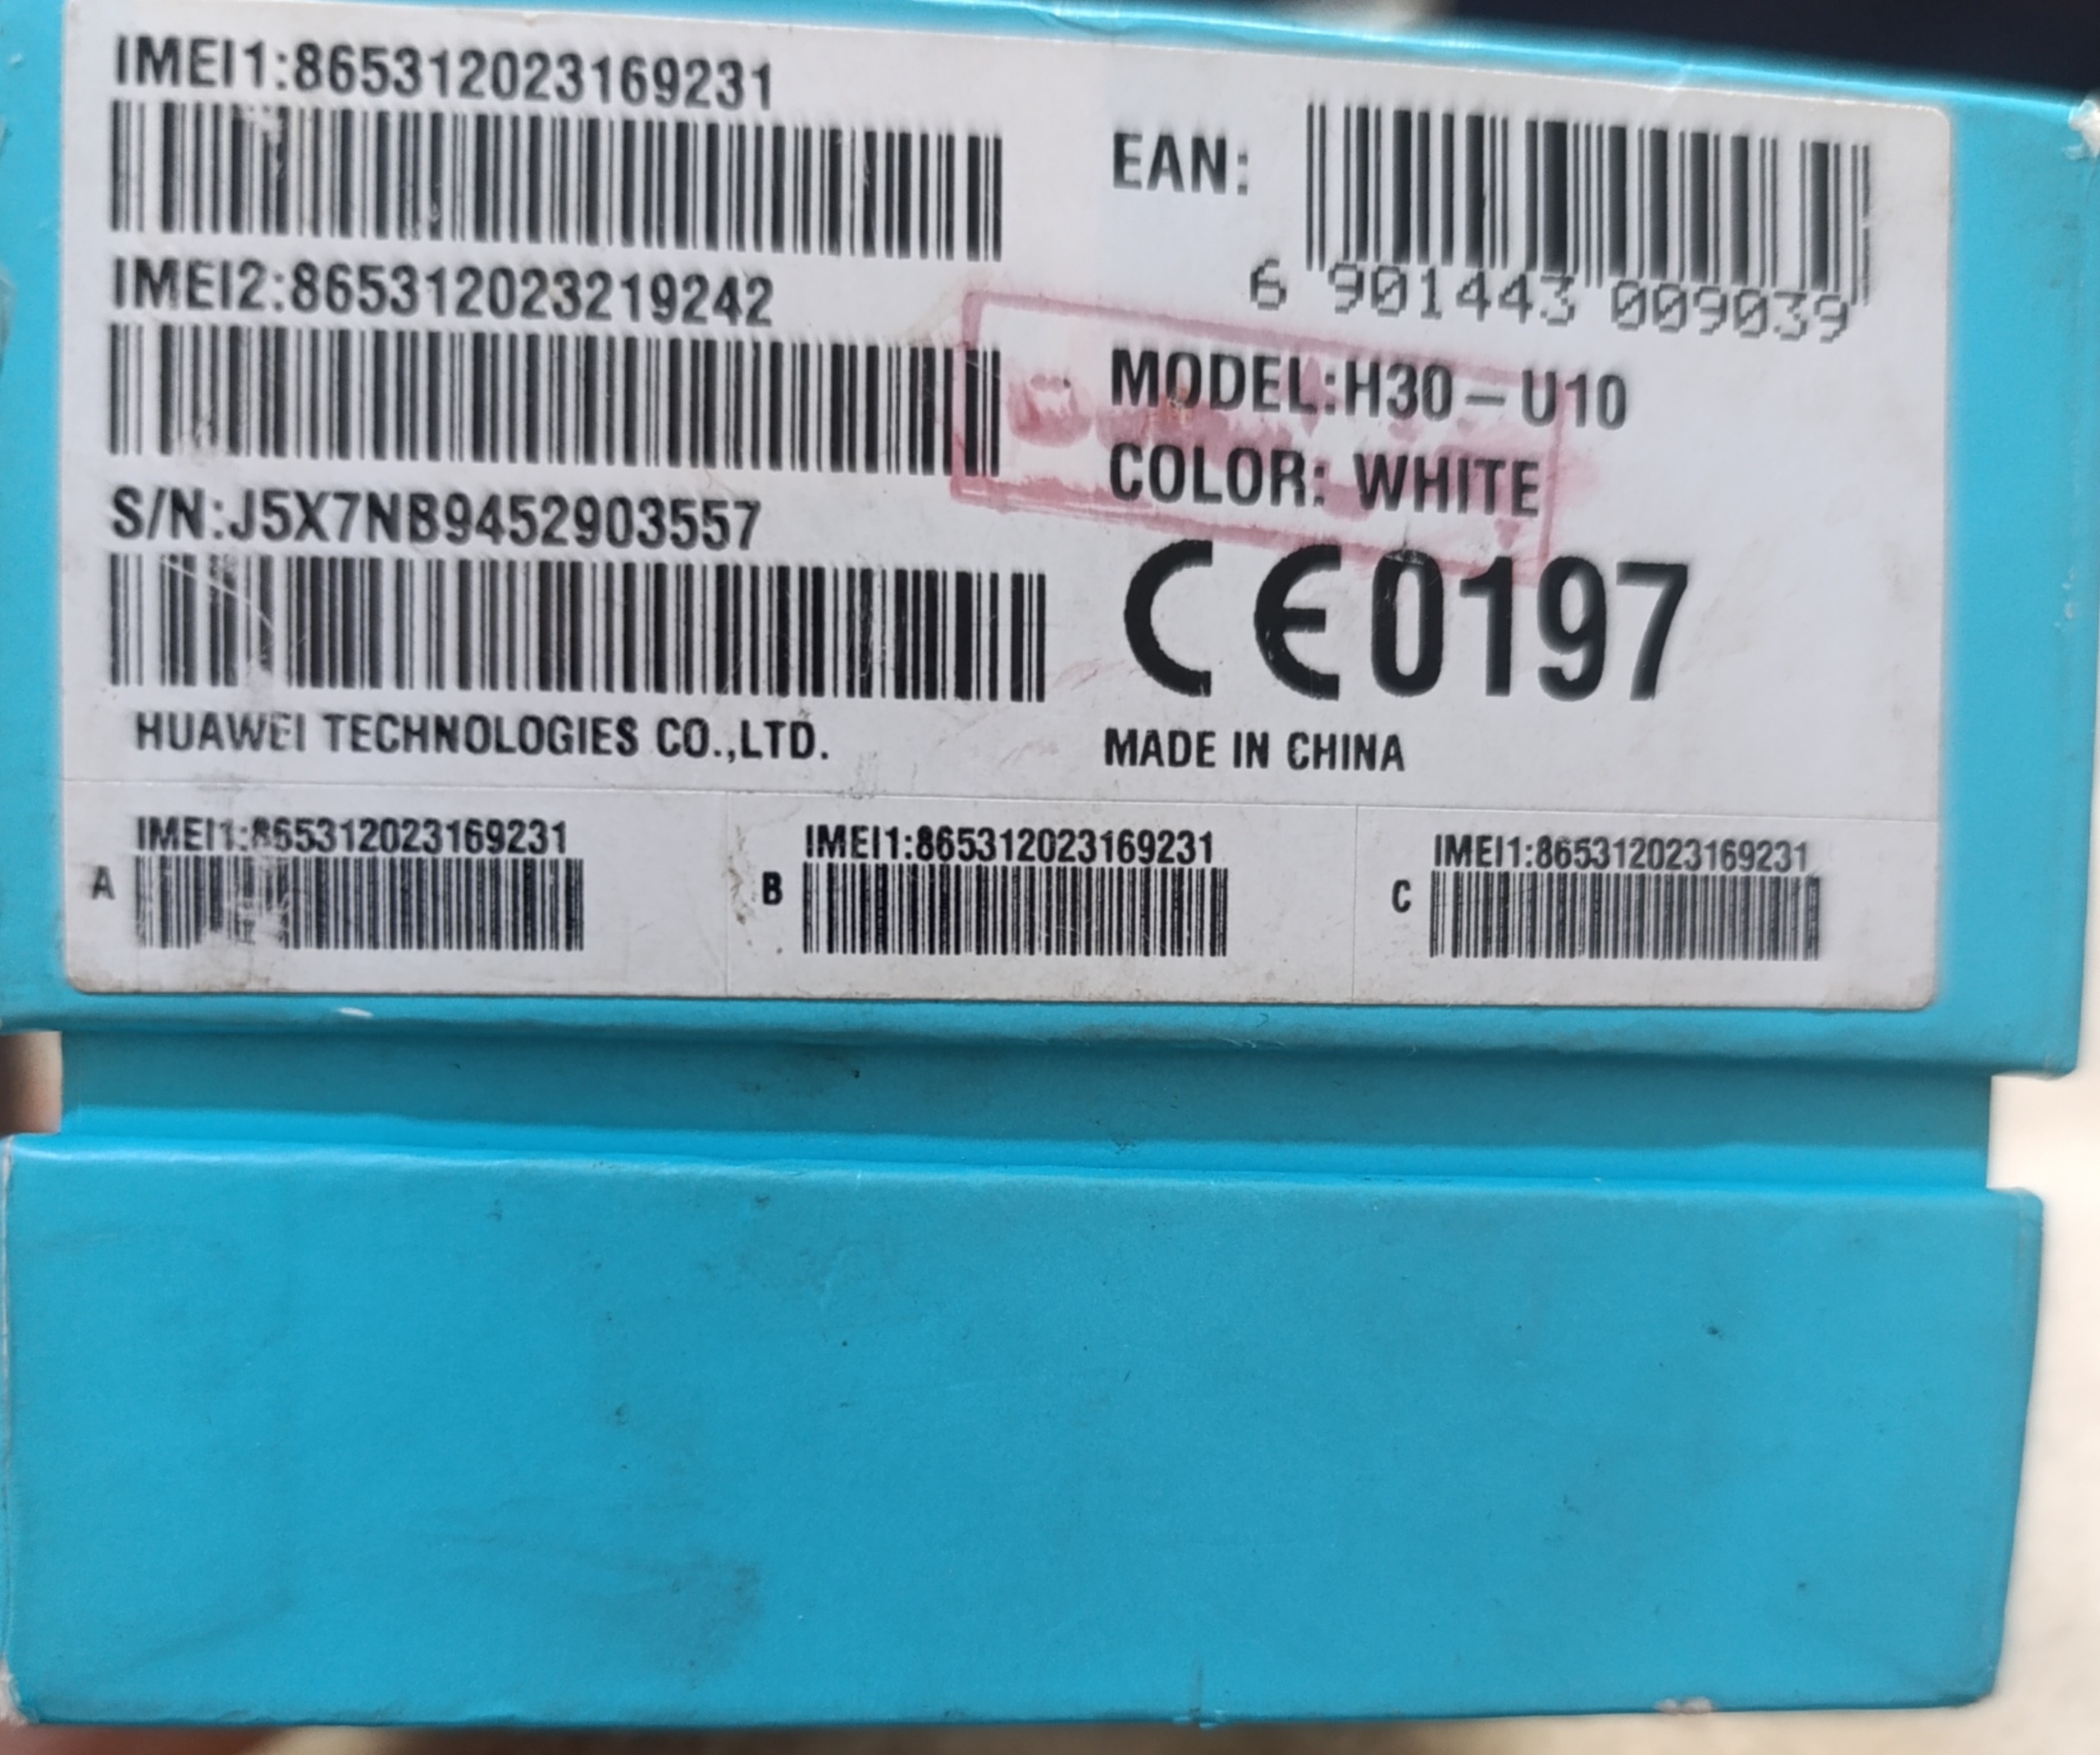 IMEI1:865312023169231
IMEI2:865312023219242
S/N:J5X7NB9452903557
HUAWEI TECHNOLOGIES CO.,LTD.
EAN:
6 901443 009039
MODEL:H30-U10
COLOR: WHITE
CE0197
MADE IN CHINA
IMEI1:865312023169231
A
IMEI1:865312023169231
B
IMEI1:865312023169231
C